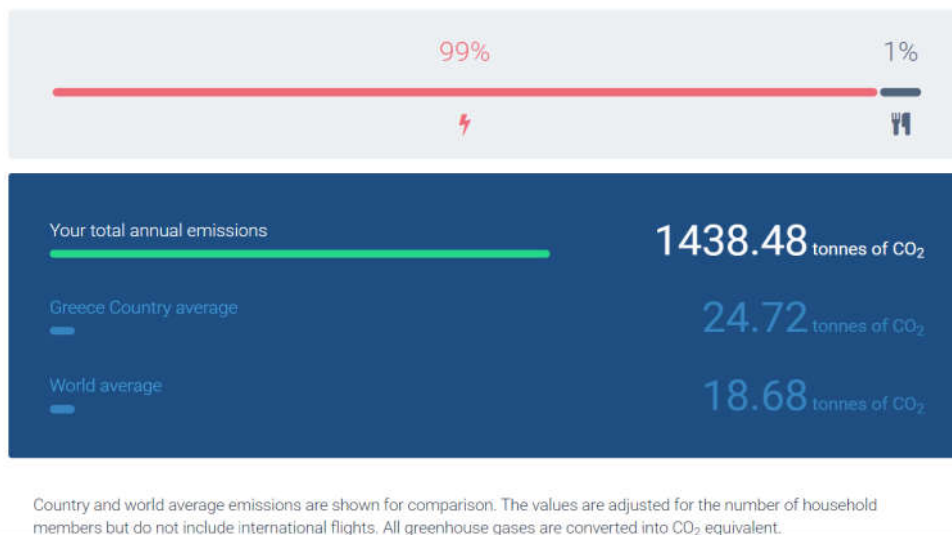 99% 1%
Your total annual emissions 1438.48 tonnes of CO₂
Greece Country average 24.72 tonnes of CO₂
World average 18.68 tonnes of CO₂
Country and world average emissions are shown for comparison. The values are adjusted for the number of household
members but do not include international flights. All greenhouse gases are converted into CO₂ equivalent.